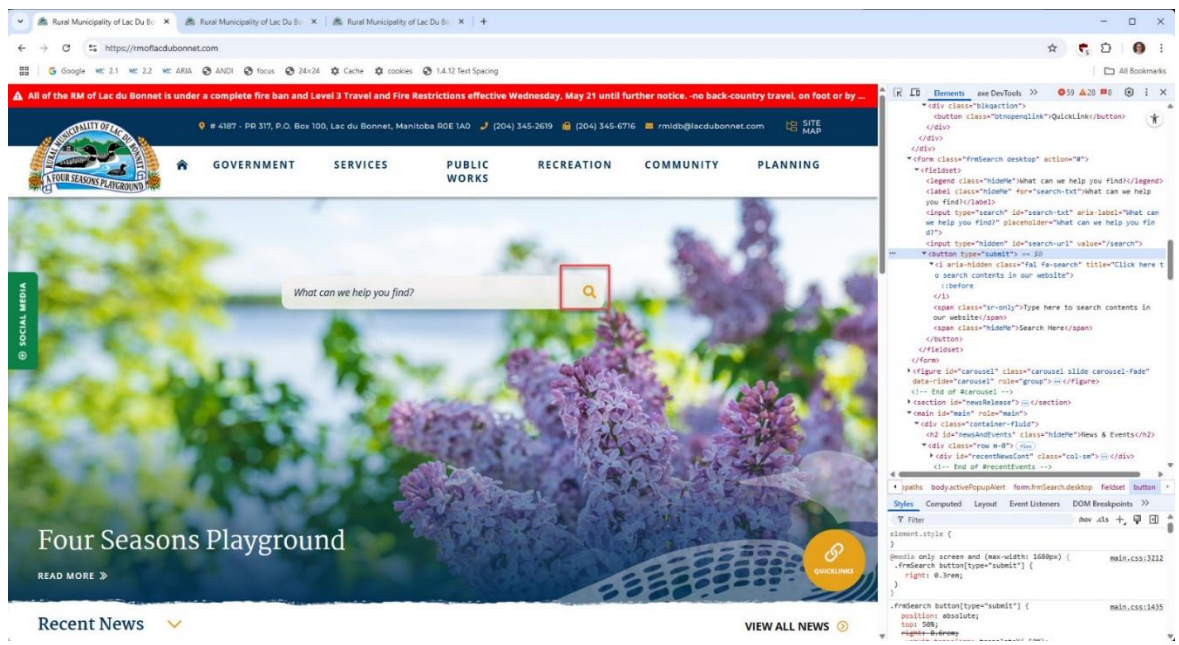 Rural Municipality of Lac Du Bo
Rural Municipality of Lac Du Bo
Rural Municipality of Lac Du Bo
https://rmoflacdubonnet.com
Google
WC 2.1
WC 2.2
WC ARIA
ANDI
focus
24×24
Cache
cookies
1.4.12 Text Spacing
All Bookmarks
All of the RM of Lac du Bonnet is under a complete fire ban and Level 3 Travel and Fire Restrictions effective Wednesday, May 21 until further notice. -no back-country travel, on foot or by ...
RURAL MUNICIPALITY OF LAC DU BONNET
A FOUR SEASONS PLAYGROUND
# 4187 - PR 317, P.O. Box 100, Lac du Bonnet, Manitoba R0E 1A0 (204) 345-2619 (204) 345-6716 rmldb@lacdubonnet.com SITE MAP
GOVERNMENT
SERVICES
PUBLIC WORKS
RECREATION
COMMUNITY
PLANNING
SOCIAL MEDIA
What can we help you find?
Four Seasons Playground
READ MORE »
QUICKLINKS
Recent News
VIEW ALL NEWS
Elements axe DevTools 59 28 8
<div class="blkqaction">
<button class="btnopenqlink">QuickLink</button>
</div>
</div>
</div>
<form class="frmSearch desktop" action="#">
<fieldset>
<legend class="hideMe">What can we help you find?</legend>
<label class="hideMe" for="search-txt">What can we help
you find?</label>
<input type="search" id="search-txt" aria-label="What can
we help you find?" placeholder="What can we help you fin
d?">
<input type="hidden" id="search-url" value="/search">
<button type="submit"> == $0
<i aria-hidden class="fal fa-search" title="Click here t
o search contents in our website">
::before
</i>
<span class="sr-only">Type here to search contents in
our website</span>
<span class="hideMe">Search Here</span>
</button>
</fieldset>
</form>
<figure id="carousel" class="carousel slide carousel-fade"
data-ride="carousel" role="group"></figure>
<!-- End of #carousel -->
<section id="newsRelease"></section>
<main id="main" role="main">
<div class="container-fluid">
<h2 id="newsAndEvents" class="hideMe">News & Events</h2>
<div class="row m-0"> flex
<div id="recentNewsCont" class="col-sm"></div>
<!-- End of #recentEvents -->
body.activePopupAlert form.frmSearch.desktop fieldset button
Styles Computed Layout Event Listeners DOM Breakpoints
Filter :hov .cls
element.style {
}
@media only screen and (max-width: 1680px) { main.css:3212
.frmSearch button[type="submit"] {
right: 0.3rem;
}
}
.frmSearch button[type="submit"] { main.css:1435
position: absolute;
top: 50%;
right: 0.6rem;